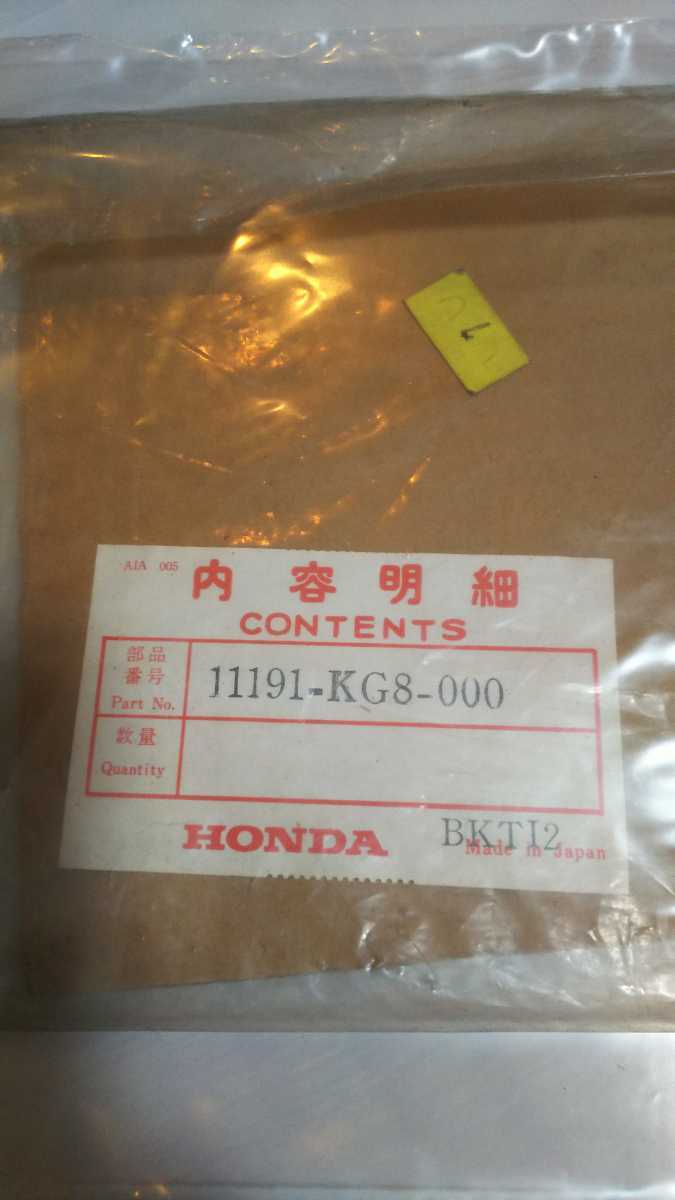 AIA 005
内容明細
CONTENTS
部品
番号
Part No.
11191-KG8-000
数量
Quantity
HONDA
BKTI2
Made in Japan